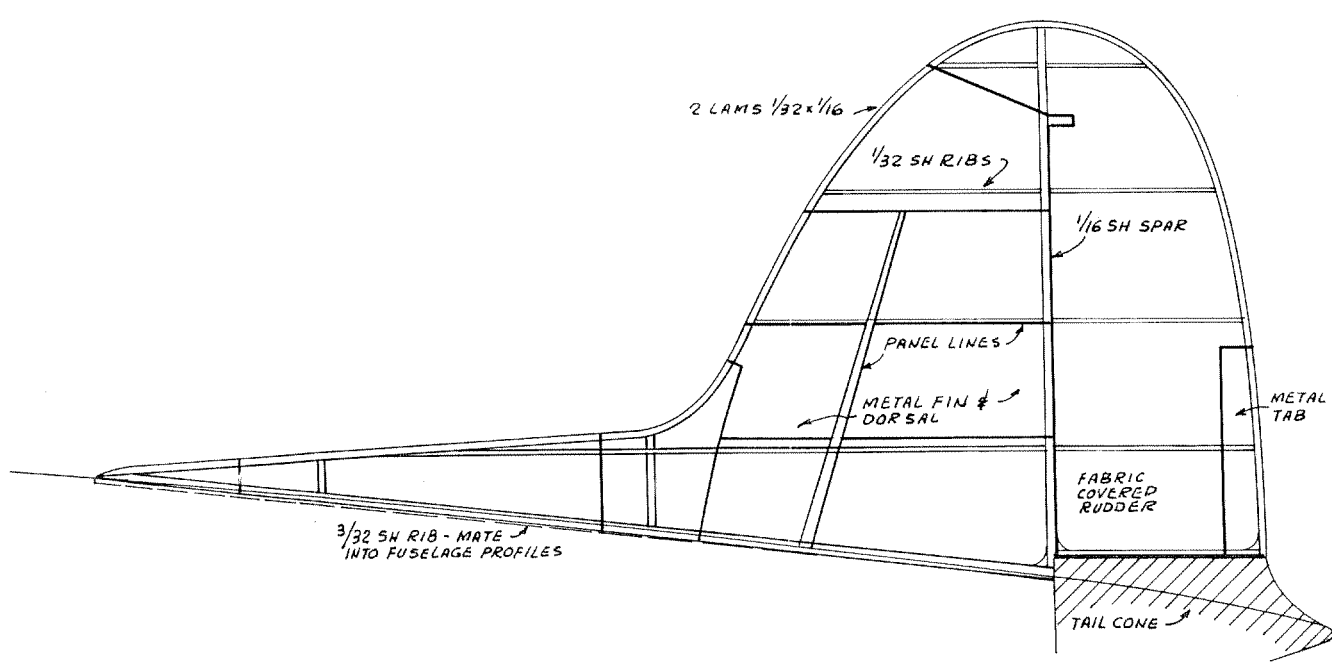 2 LAMS 1/32 x 1/16
1/32 SH RIBS
1/16 SH SPAR
PANEL LINES
METAL FIN &
DORSAL
METAL
TAB
FABRIC
COVERED
RUDDER
3/32 SH RIB - MATE
INTO FUSELAGE PROFILES
TAIL CONE